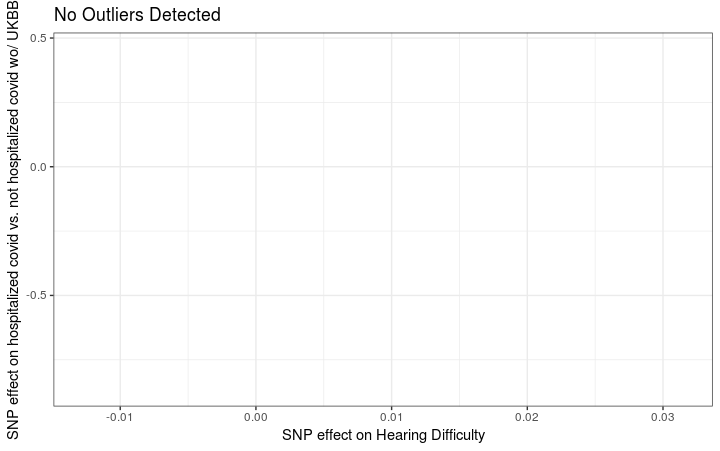 No Outliers Detected
SNP effect on hospitalized covid vs. not hospitalized covid wo/ UKBB
0.5
0.0
-0.5
-0.01
0.00
0.01
0.02
0.03
SNP effect on Hearing Difficulty